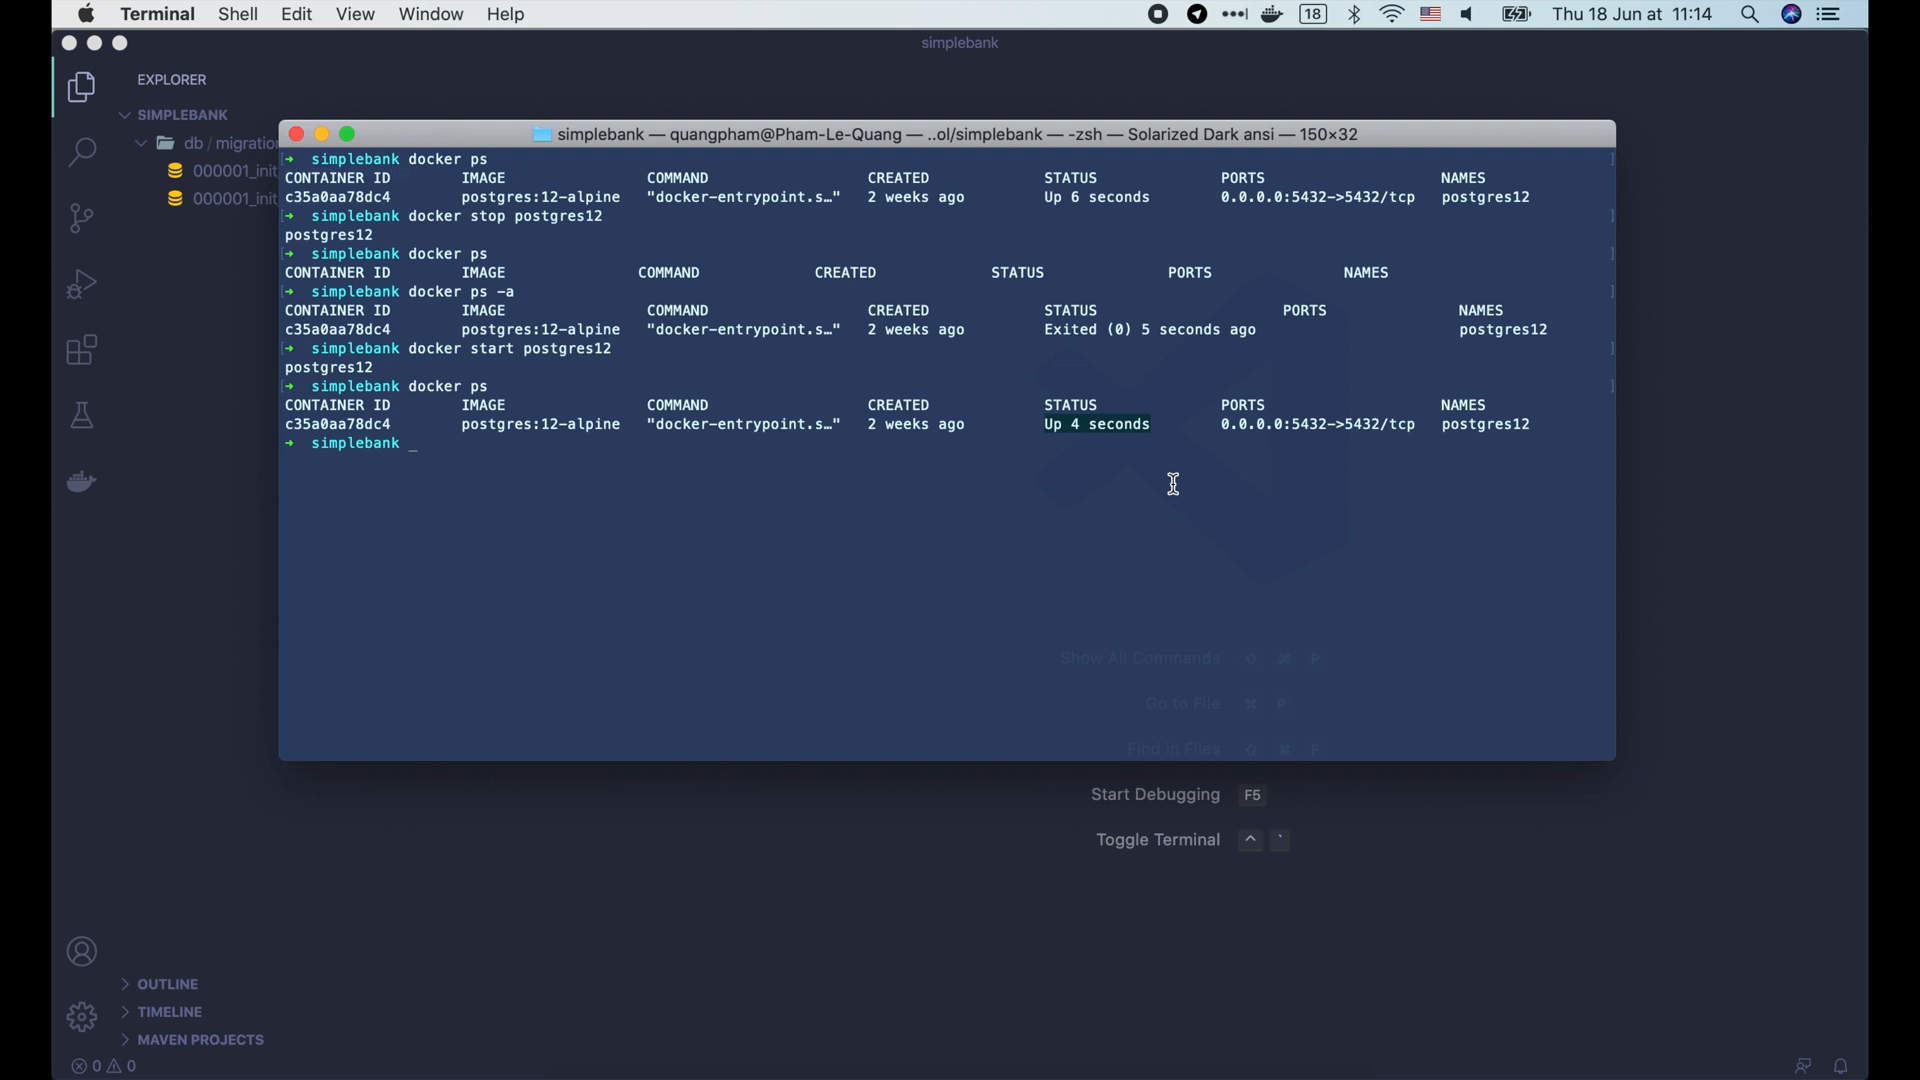 Terminal Shell Edit View Window Help 18 Thu 18 Jun at 11:14
simplebank
EXPLORER
SIMPLEBANK
db / migration
000001_init
000001_init
simplebank — quangpham@Pham-Le-Quang — ..ol/simplebank — -zsh — Solarized Dark ansi — 150×32
➜ simplebank docker ps
CONTAINER ID IMAGE COMMAND CREATED STATUS PORTS NAMES
c35a0aa78dc4 postgres:12-alpine "docker-entrypoint.s…" 2 weeks ago Up 6 seconds 0.0.0.0:5432->5432/tcp postgres12
➜ simplebank docker stop postgres12
postgres12
➜ simplebank docker ps
CONTAINER ID IMAGE COMMAND CREATED STATUS PORTS NAMES
➜ simplebank docker ps -a
CONTAINER ID IMAGE COMMAND CREATED STATUS PORTS NAMES
c35a0aa78dc4 postgres:12-alpine "docker-entrypoint.s…" 2 weeks ago Exited (0) 5 seconds ago postgres12
➜ simplebank docker start postgres12
postgres12
➜ simplebank docker ps
CONTAINER ID IMAGE COMMAND CREATED STATUS PORTS NAMES
c35a0aa78dc4 postgres:12-alpine "docker-entrypoint.s…" 2 weeks ago Up 4 seconds 0.0.0.0:5432->5432/tcp postgres12
➜ simplebank _
Show All Commands ⇧ ⌘ P
Go to File ⌘ P
Find in Files ⇧ ⌘ F
Start Debugging F5
Toggle Terminal ^ `
OUTLINE
TIMELINE
MAVEN PROJECTS
0 0